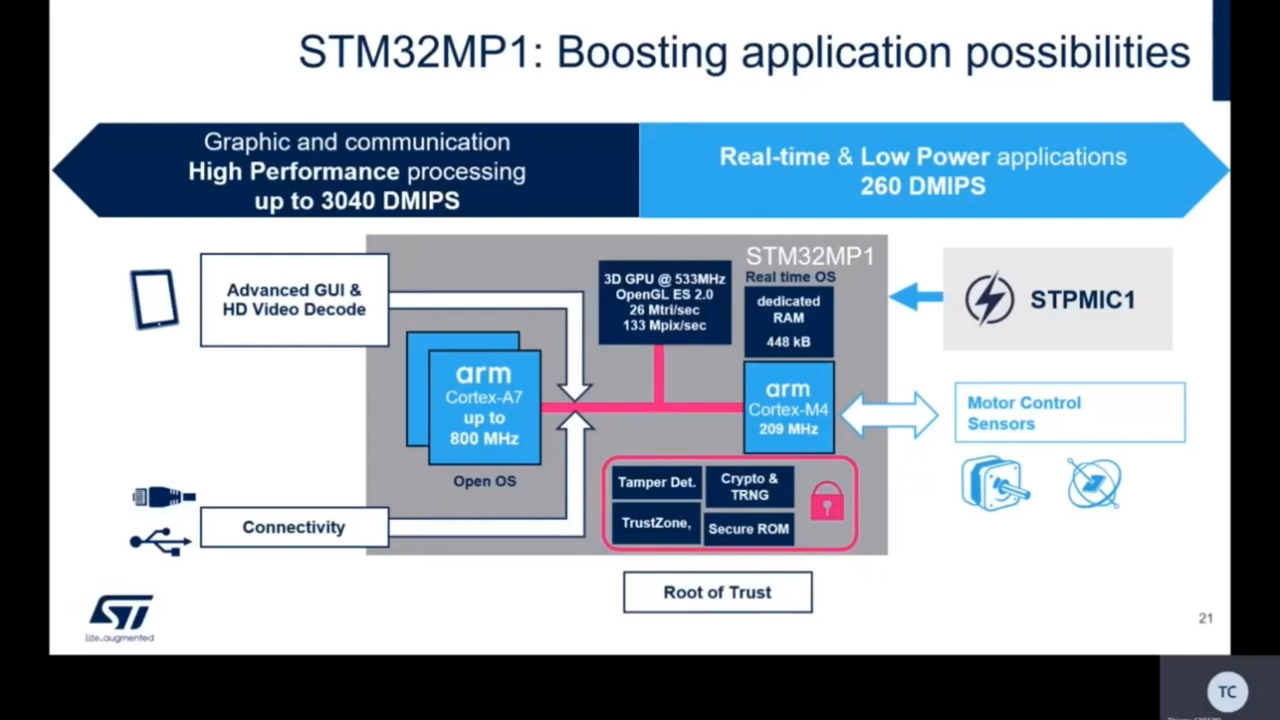 STM32MP1: Boosting application possibilities
Graphic and communication
High Performance processing
up to 3040 DMIPS
Real-time & Low Power applications
260 DMIPS
STM32MP1
Advanced GUI &
HD Video Decode
3D GPU @ 533MHz
OpenGL ES 2.0
26 Mtri/sec
133 Mpix/sec
Real time OS
dedicated
RAM
448 kB
STPMIC1
arm
Cortex-A7
up to
800 MHz
Open OS
arm
Cortex-M4
209 MHz
Motor Control
Sensors
Connectivity
Tamper Det.
Crypto &
TRNG
TrustZone,
Secure ROM
Root of Trust
ST
life.augmented
21
TC